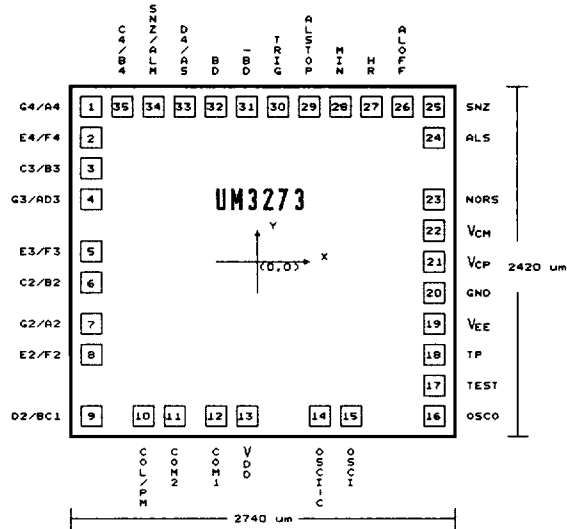 C4/B4
SNZ/ALM
D4/AS
BD
-BD
TRIG
ALSTOP
MIN
HR
ALOFF
G4/A4 1 35 34 33 32 31 30 29 28 27 26 25 SNZ
E4/F4 2 24 ALS
C3/B3 3
G3/AD3 4 UM3273 23 NORS
Y
22 VCM
E3/F3 5 X 21 VCP
(0,0)
2420 um
C2/B2 6 20 GND
G2/A2 7 19 VEE
E2/F2 8 18 TP
17 TEST
D2/BC1 9 10 11 12 13 14 15 16 OSCO
COL/PM
COM2
COM1
VDD
OSCI-C
OSCI
2740 um